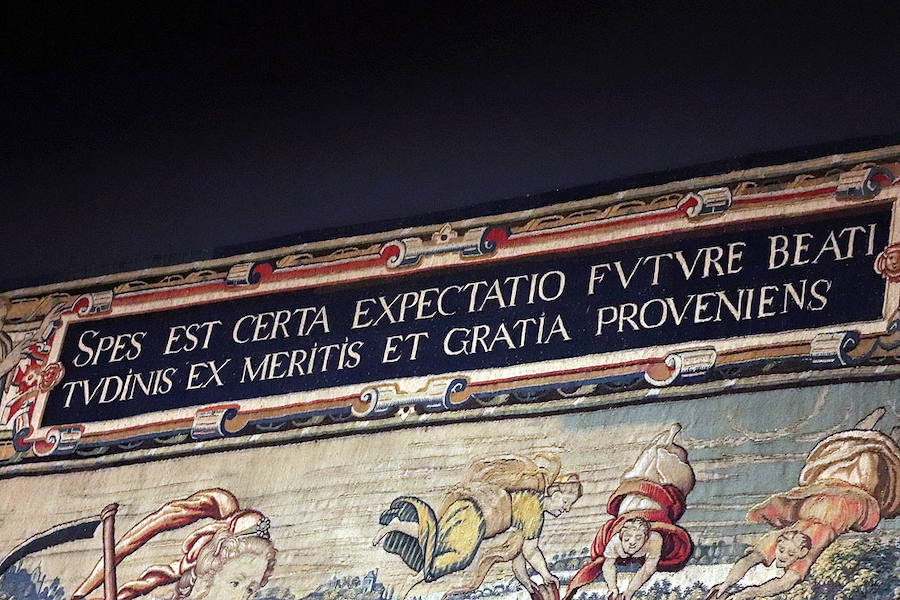 SPES EST CERTA EXPECTATIO FVTVRE BEATI
TVDINIS EX MERITIS ET GRATIA PROVENIENS